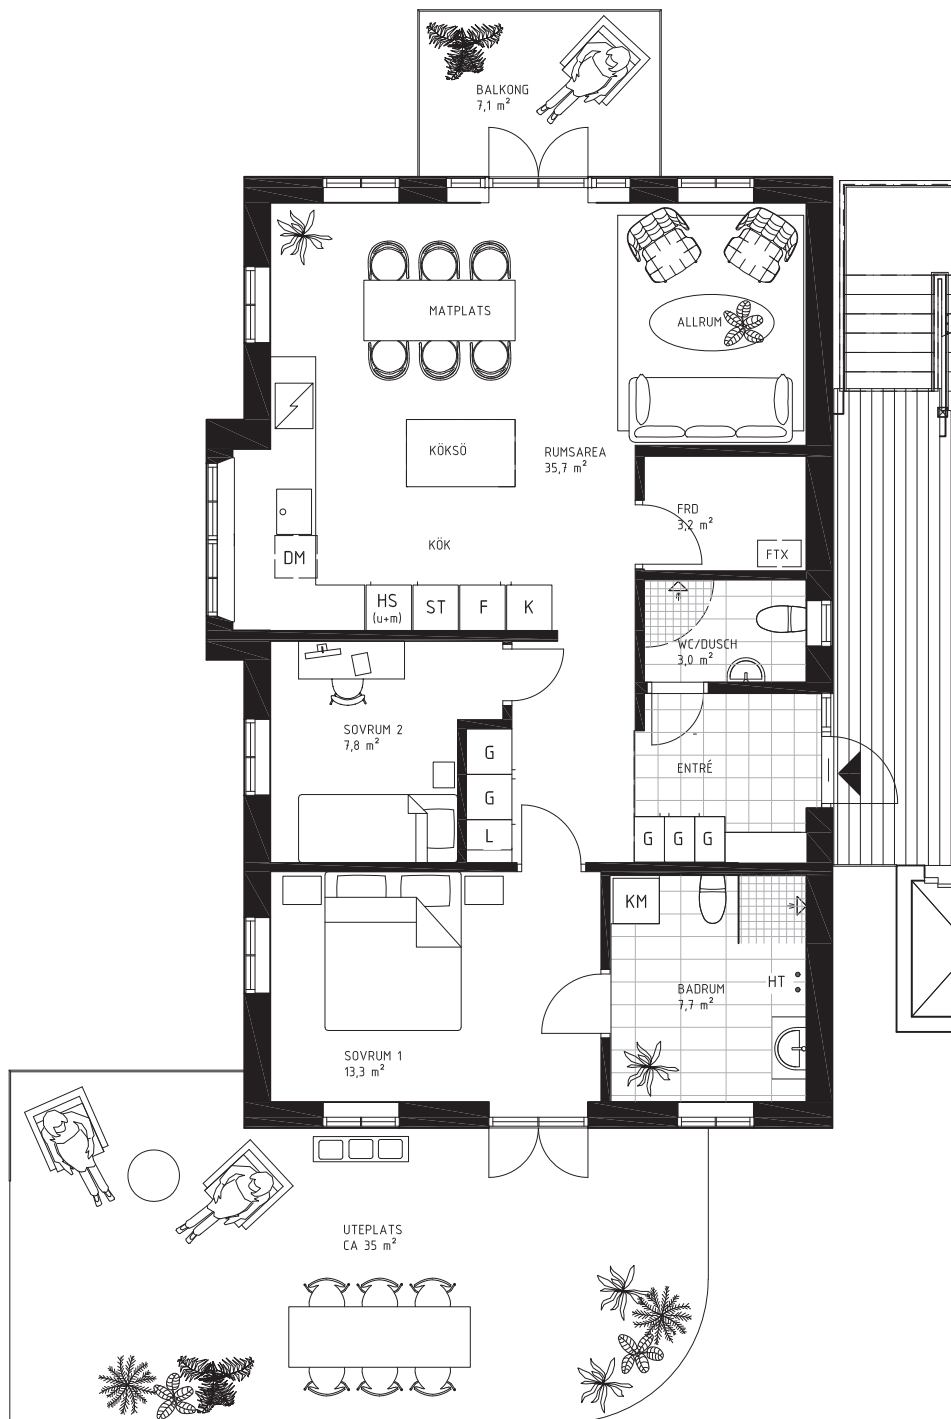 BALKONG
7,1 m²
MATPLATS
ALLRUM
KÖKSÖ
RUMSAREA
35,7 m²
FRD
3,2 m²
KÖK
DM
FTX
HS
(u+m)
ST
F
K
WC/DUSCH
3,0 m²
SOVRUM 2
7,8 m²
G
ENTRÉ
G
L
G
G
G
KM
HT
BADRUM
7,7 m²
SOVRUM 1
13,3 m²
UTEPLATS
CA 35 m²